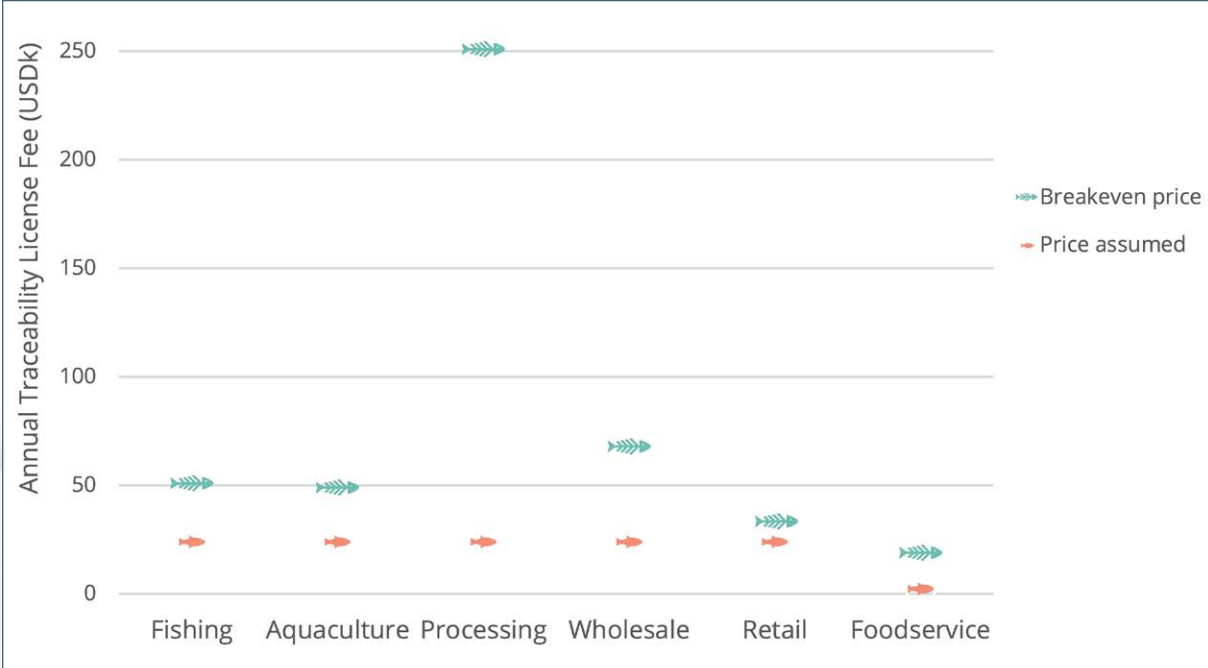 Annual Traceability License Fee (USDk)
250
200
150
100
50
0
Fishing Aquaculture Processing Wholesale Retail Foodservice
Breakeven price
Price assumed